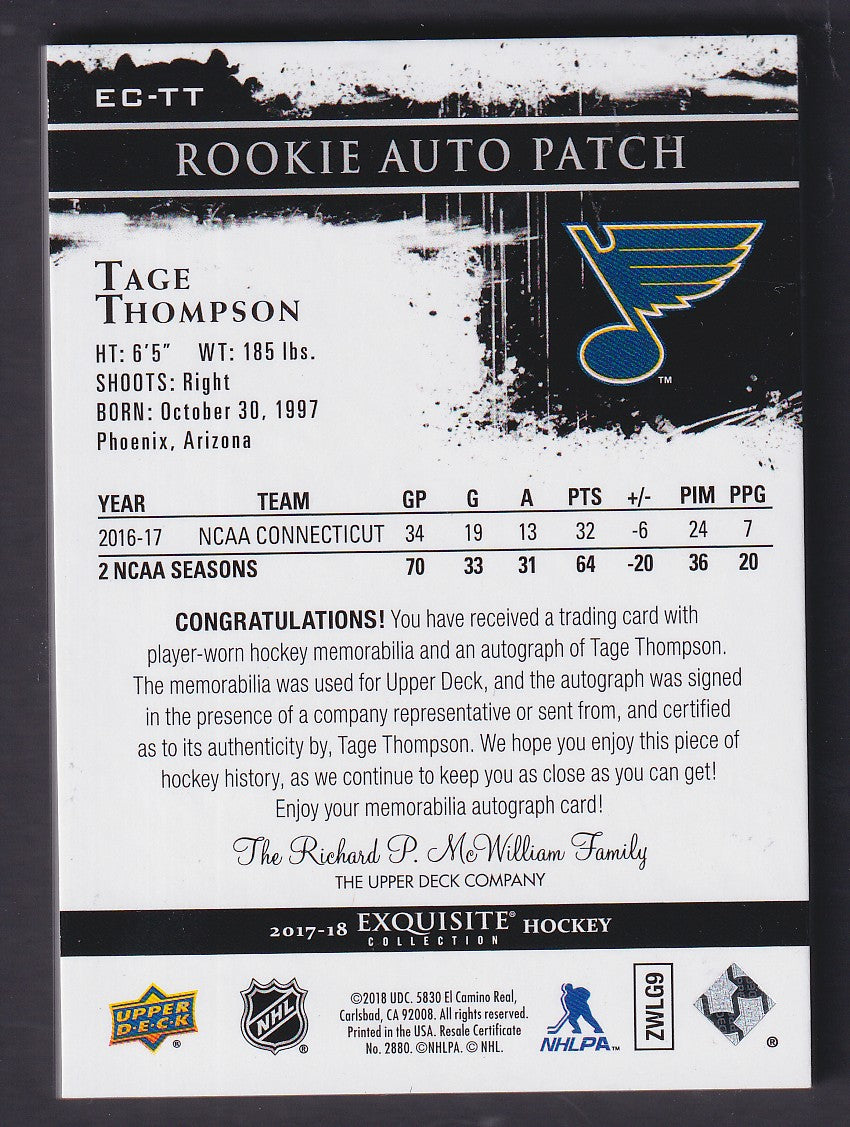 EC-TT
ROOKIE AUTO PATCH
TAGE
THOMPSON
HT: 6'5" WT: 185 lbs.
SHOOTS: Right
BORN: October 30, 1997
Phoenix, Arizona
™
YEAR TEAM GP G A PTS +/- PIM PPG
2016-17 NCAA CONNECTICUT 34 19 13 32 -6 24 7
2 NCAA SEASONS 70 33 31 64 -20 36 20
CONGRATULATIONS! You have received a trading card with
player-worn hockey memorabilia and an autograph of Tage Thompson.
The memorabilia was used for Upper Deck, and the autograph was signed
in the presence of a company representative or sent from, and certified
as to its authenticity by, Tage Thompson. We hope you enjoy this piece of
hockey history, as we continue to keep you as close as you can get!
Enjoy your memorabilia autograph card!
The Richard P. McWilliam Family
THE UPPER DECK COMPANY
2017-18 EXQUISITE® HOCKEY
COLLECTION
UPPER
D·E·C·K ®
NHL ®
©2018 UDC. 5830 El Camino Real,
Carlsbad, CA 92008. All rights reserved.
Printed in the USA. Resale Certificate
No. 2880. ©NHLPA. © NHL.
NHLPA™
ZWLG9
®